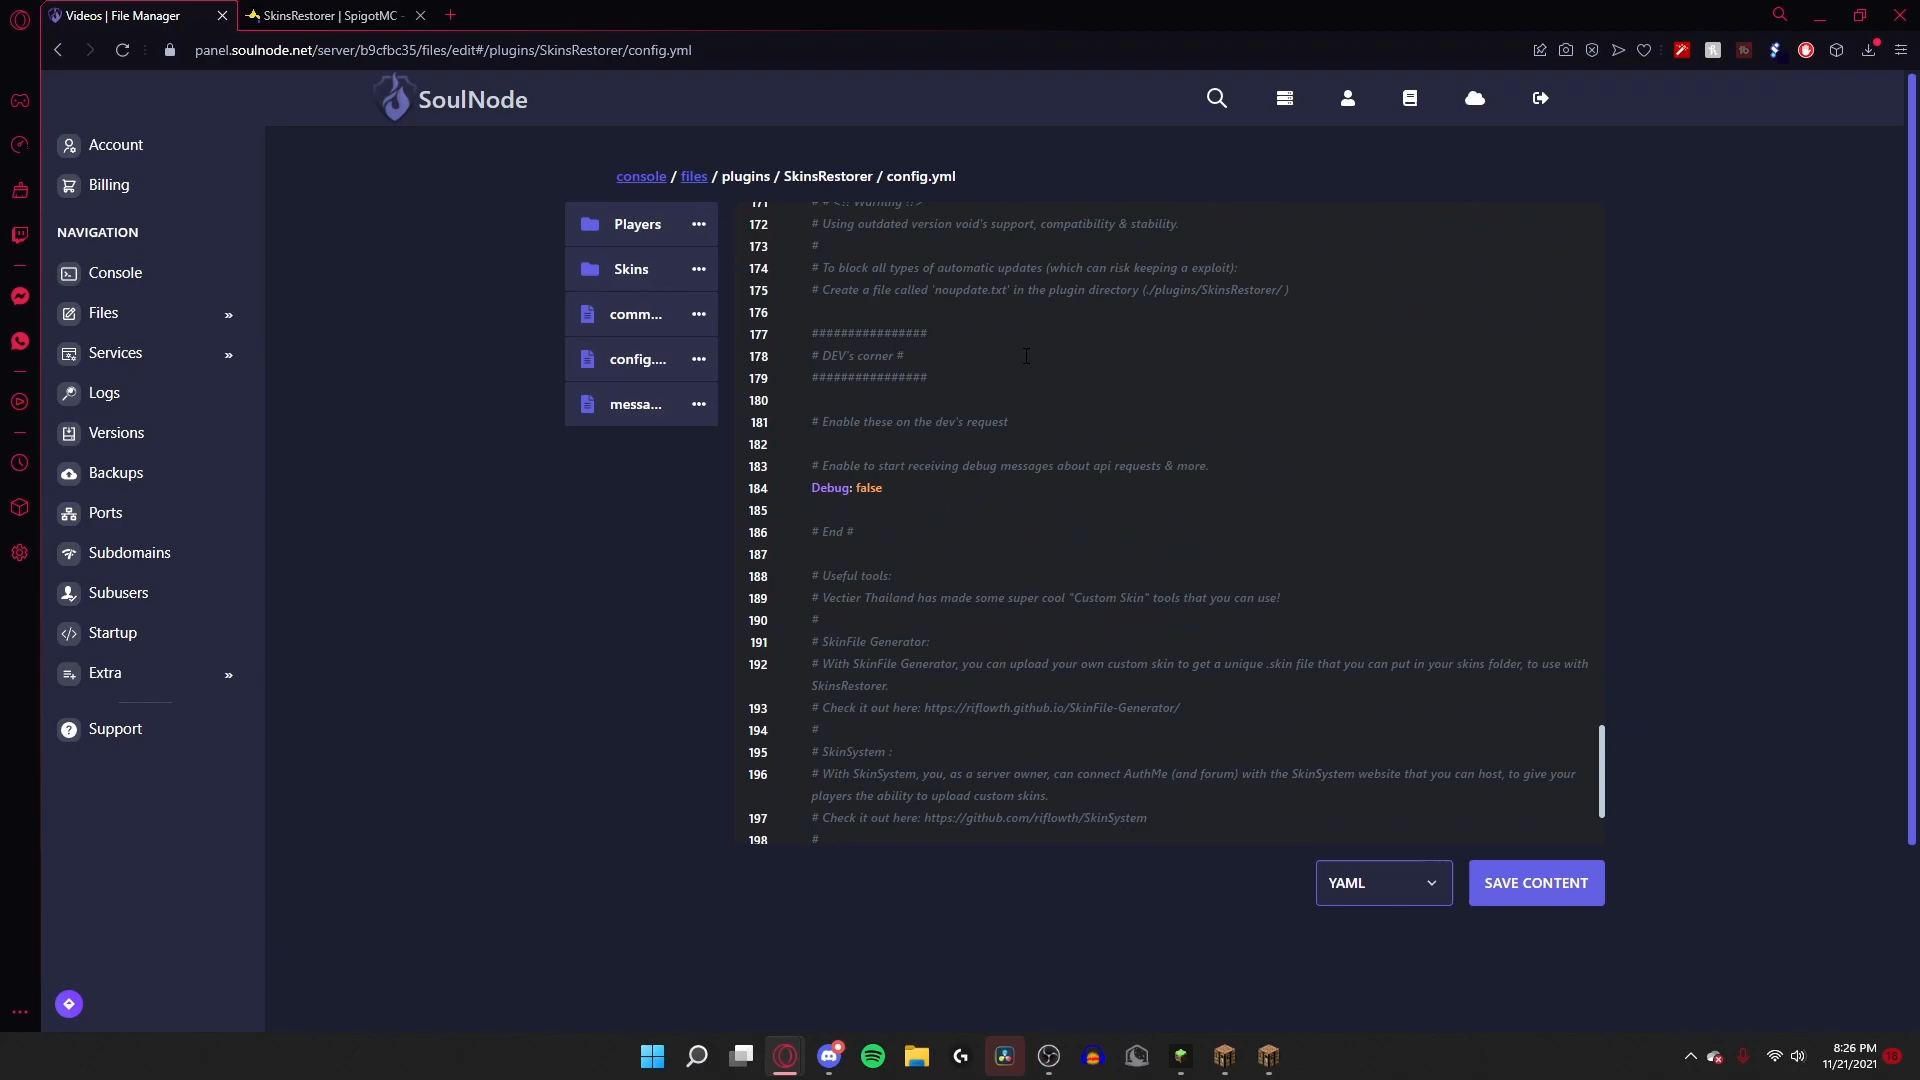 Videos | File Manager
SkinsRestorer | SpigotMC -
panel.soulnode.net/server/b9cfbc35/files/edit#/plugins/SkinsRestorer/config.yml
SoulNode
Account
Billing
NAVIGATION
Console
Files »
Services »
Logs
Versions
Backups
Ports
Subdomains
Subusers
Startup
Extra »
Support
console / files / plugins / SkinsRestorer / config.yml
Players •••
Skins •••
comm... •••
config.... •••
messa... •••
171 # # <!! Warning !!>
172 # Using outdated version void's support, compatibility & stability.
173 #
174 # To block all types of automatic updates (which can risk keeping a exploit):
175 # Create a file called 'noupdate.txt' in the plugin directory (./plugins/SkinsRestorer/ )
176
177 ################
178 # DEV's corner #
179 ################
180
181 # Enable these on the dev's request
182
183 # Enable to start receiving debug messages about api requests & more.
184 Debug: false
185
186 # End #
187
188 # Useful tools:
189 # Vectier Thailand has made some super cool "Custom Skin" tools that you can use!
190 #
191 # SkinFile Generator:
192 # With SkinFile Generator, you can upload your own custom skin to get a unique .skin file that you can put in your skins folder, to use with
SkinsRestorer.
193 # Check it out here: https://riflowth.github.io/SkinFile-Generator/
194 #
195 # SkinSystem :
196 # With SkinSystem, you, as a server owner, can connect AuthMe (and forum) with the SkinSystem website that you can host, to give your
players the ability to upload custom skins.
197 # Check it out here: https://github.com/riflowth/SkinSystem
198 #
YAML
SAVE CONTENT
8:26 PM
11/21/2021
18